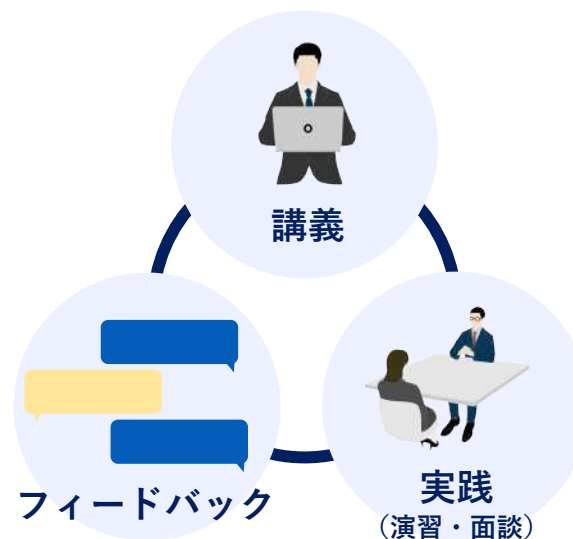 講義
フィードバック
実践
（演習・面談）